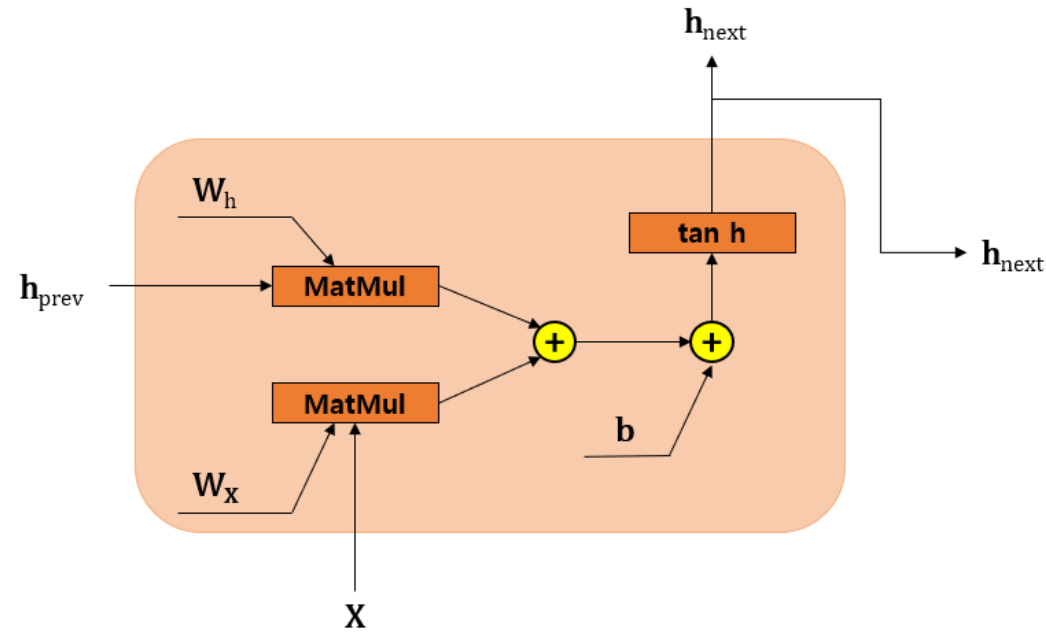 h_next
W_h
tan h
h_next
h_prev
MatMul
+
+
MatMul
b
W_X
X